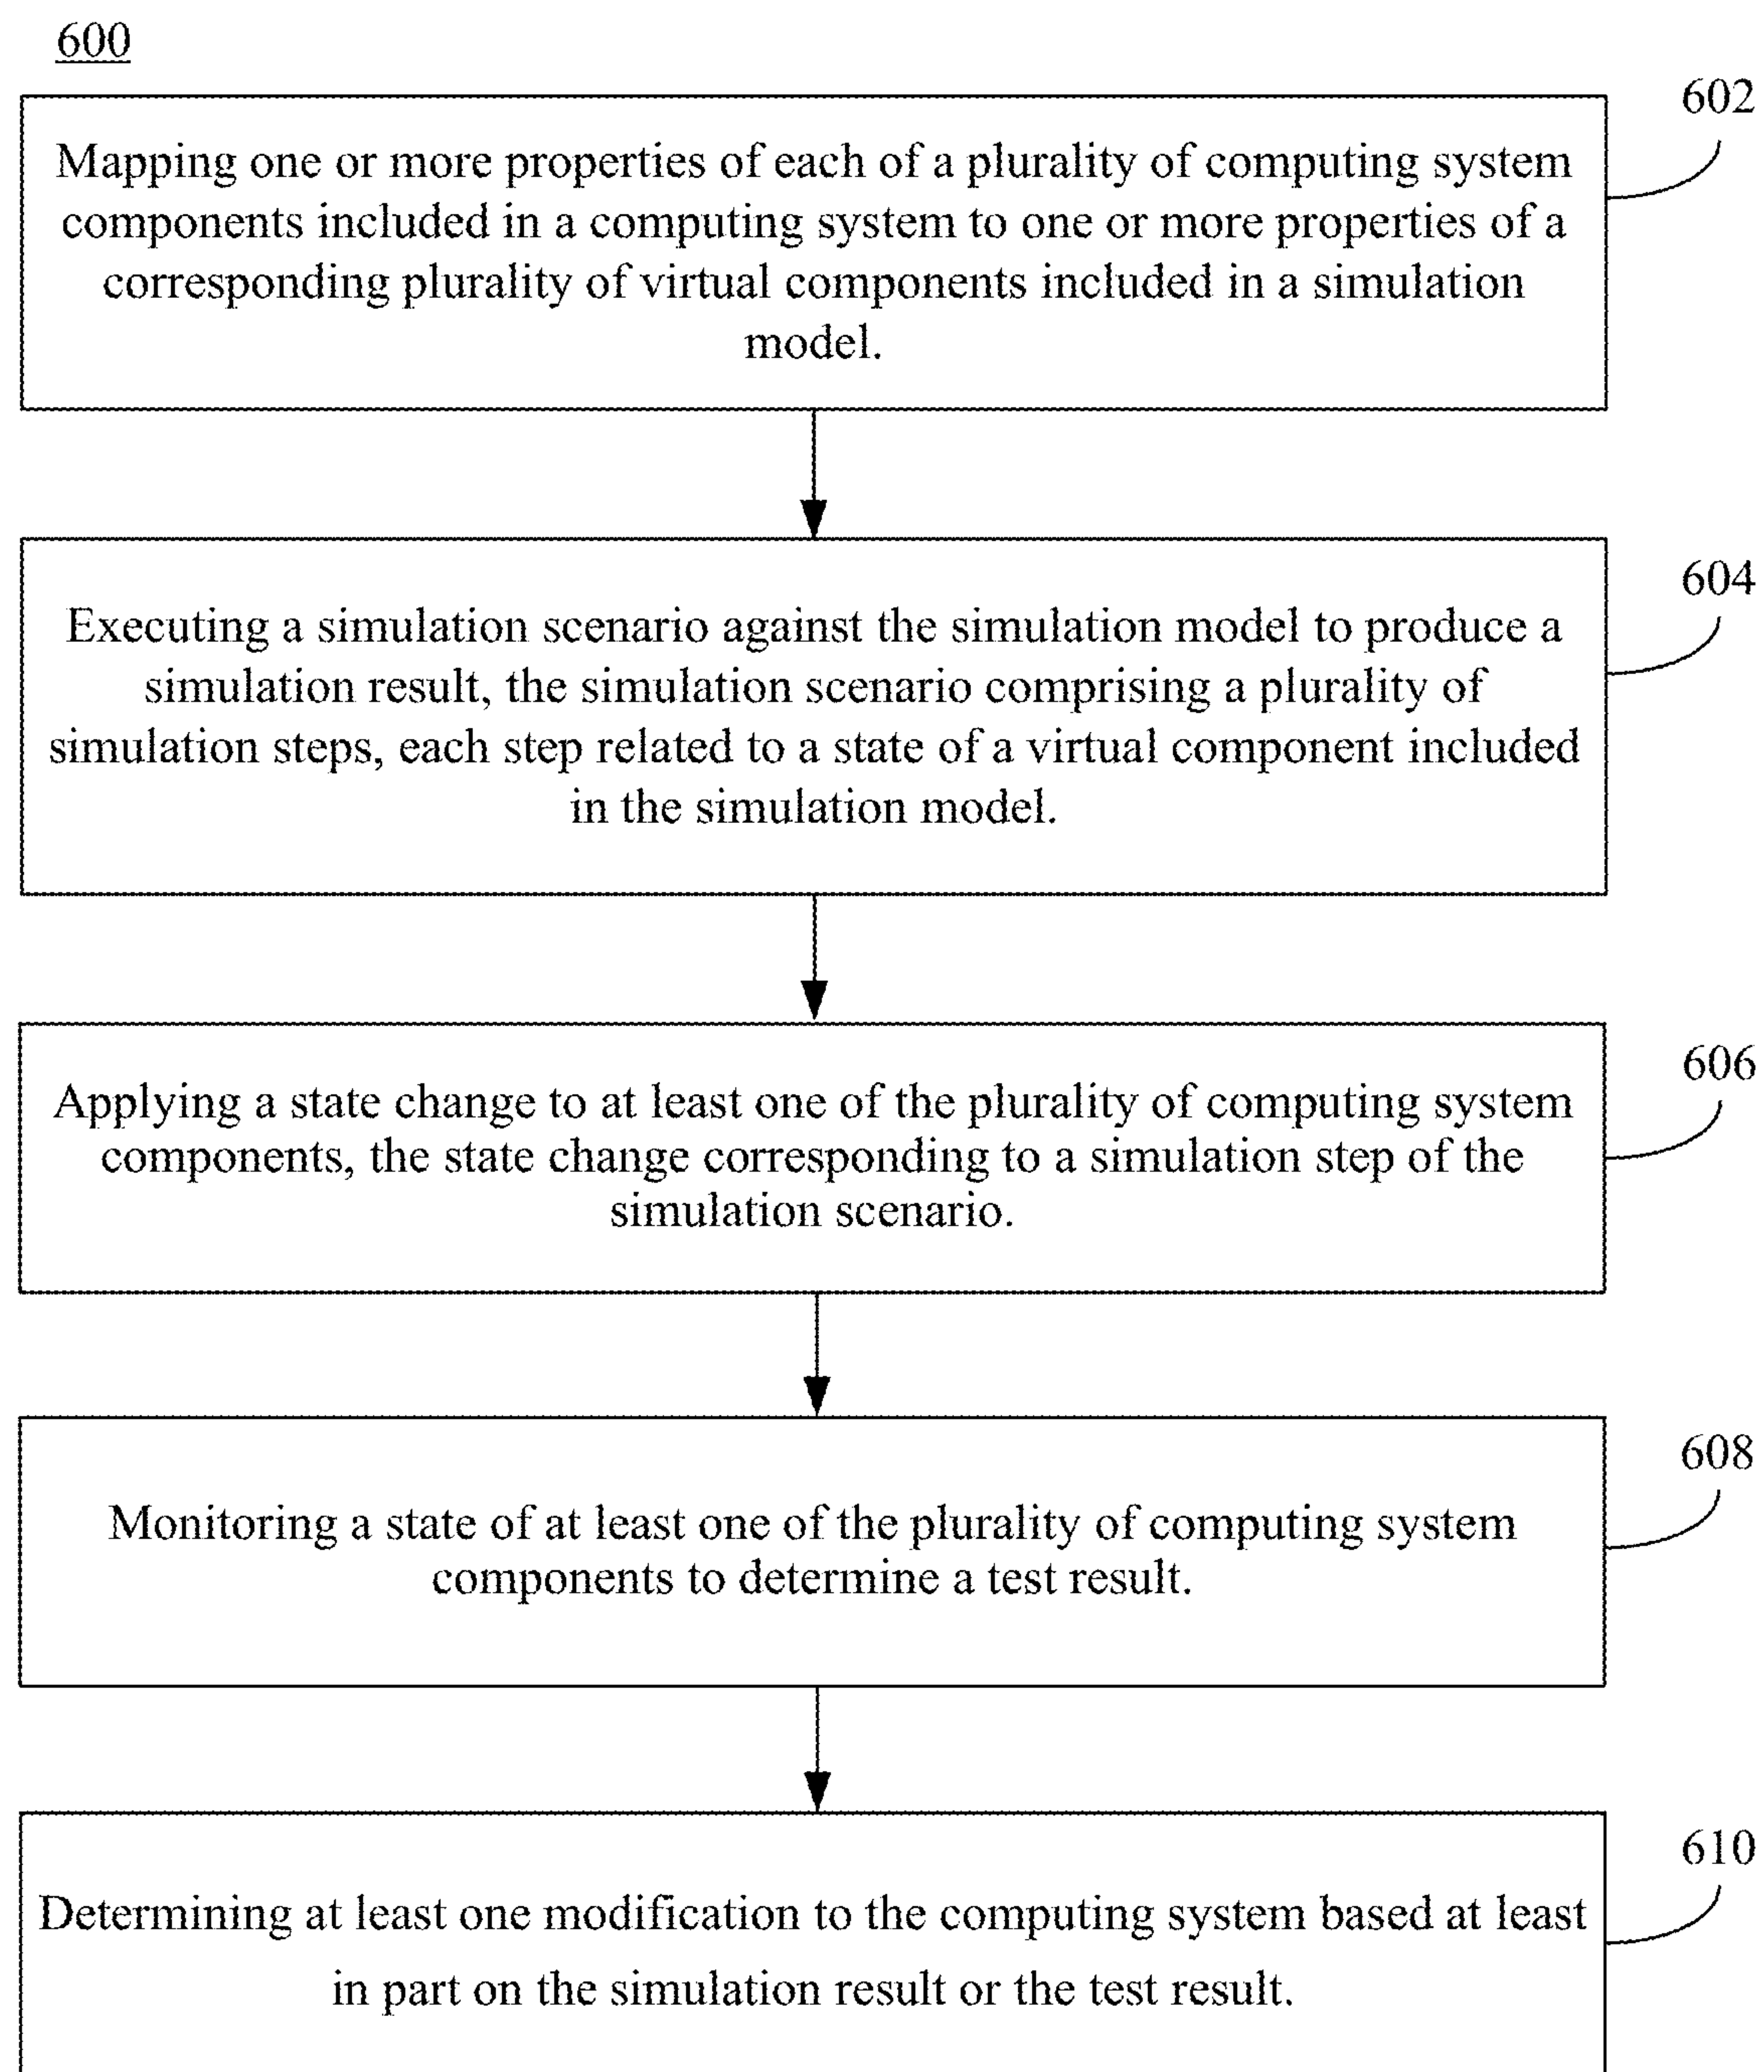 600
602
Mapping one or more properties of each of a plurality of computing system
components included in a computing system to one or more properties of a
corresponding plurality of virtual components included in a simulation
model.
604
Executing a simulation scenario against the simulation model to produce a
simulation result, the simulation scenario comprising a plurality of
simulation steps, each step related to a state of a virtual component included
in the simulation model.
606
Applying a state change to at least one of the plurality of computing system
components, the state change corresponding to a simulation step of the
simulation scenario.
608
Monitoring a state of at least one of the plurality of computing system
components to determine a test result.
610
Determining at least one modification to the computing system based at least
in part on the simulation result or the test result.